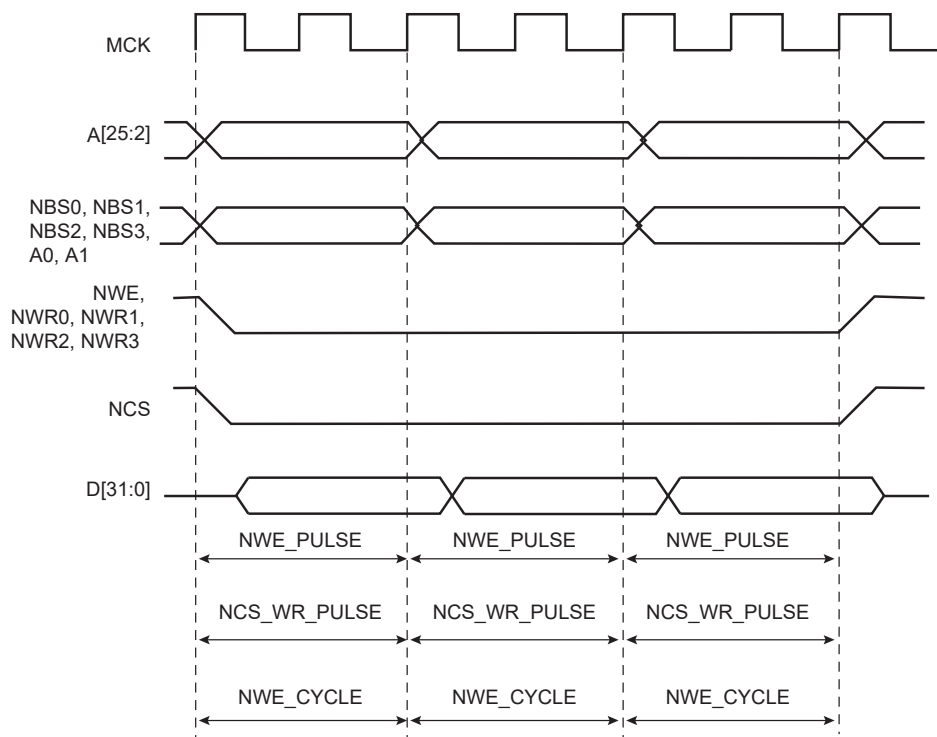 MCK
A[25:2]
NBS0, NBS1,
NBS2, NBS3,
A0, A1
NWE,
NWR0, NWR1,
NWR2, NWR3
NCS
D[31:0]
NWE_PULSE NWE_PULSE NWE_PULSE
NCS_WR_PULSE NCS_WR_PULSE NCS_WR_PULSE
NWE_CYCLE NWE_CYCLE NWE_CYCLE